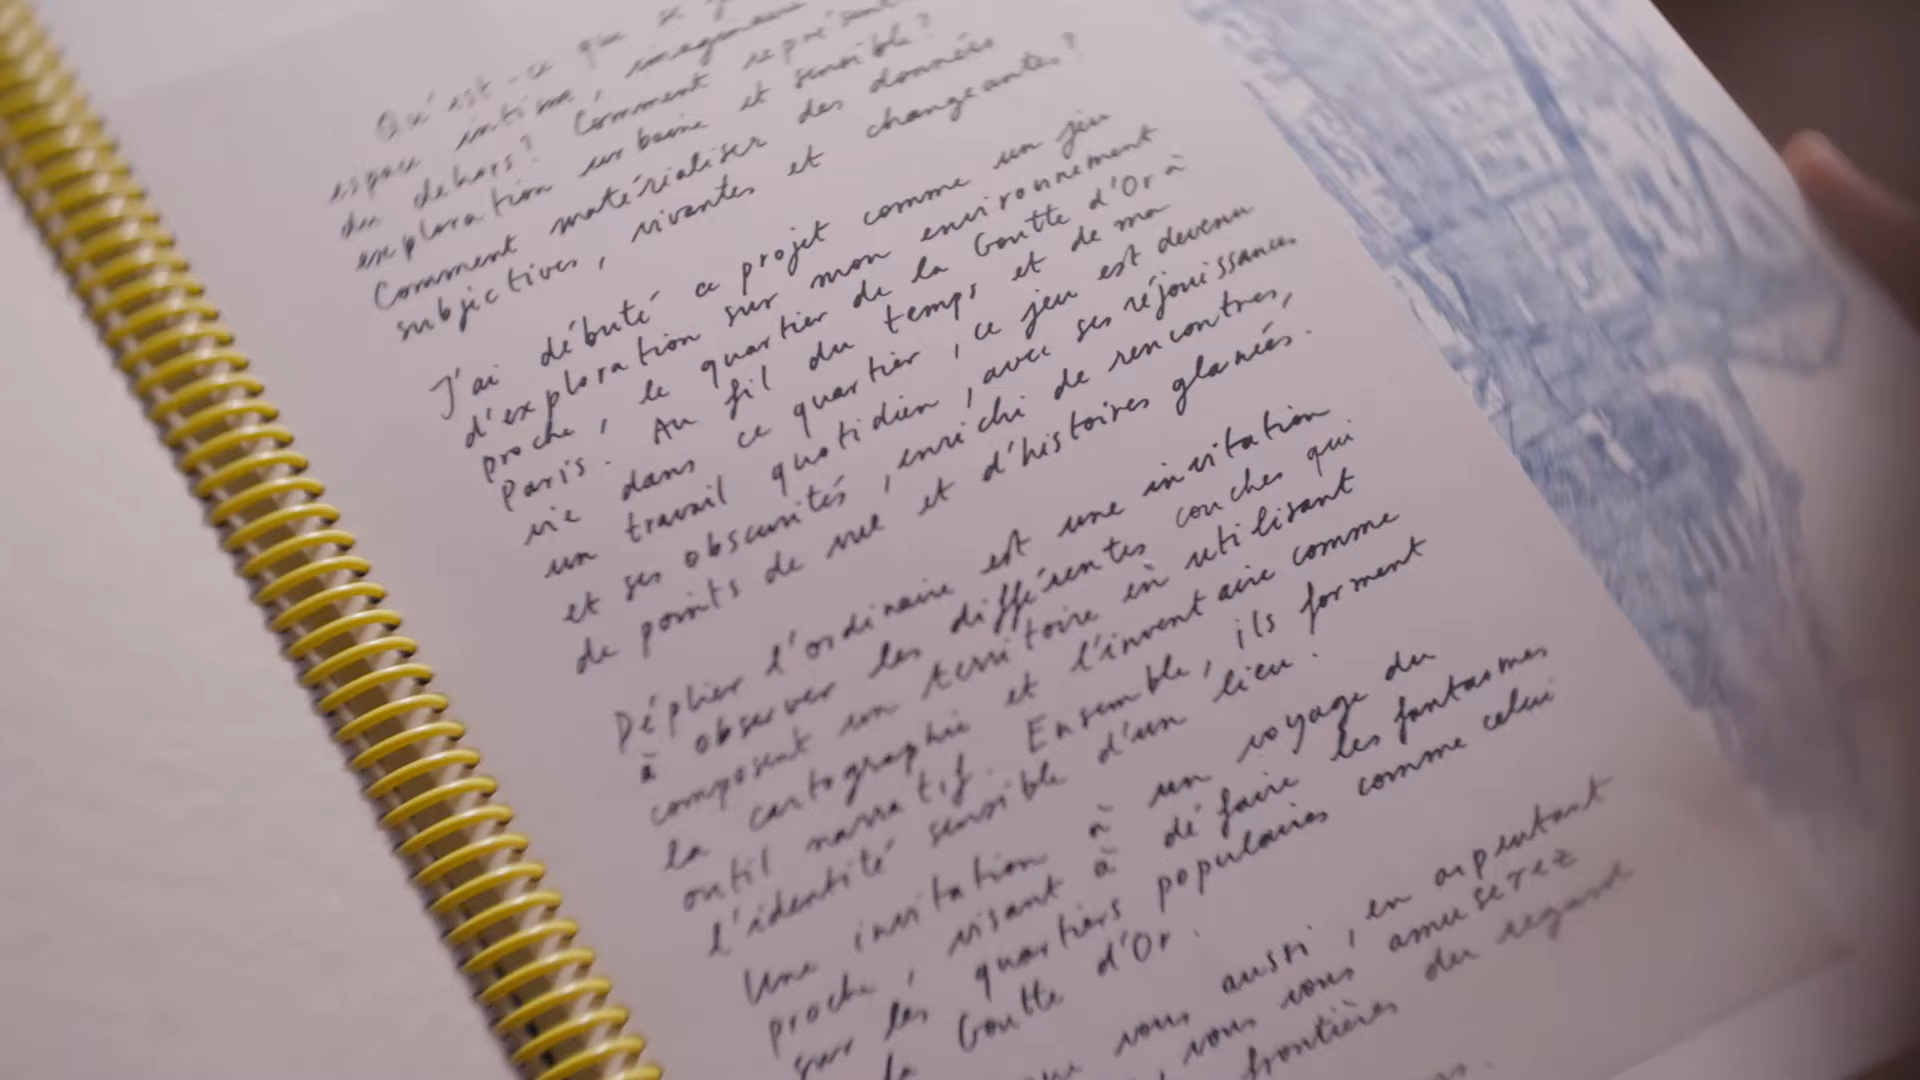 Qu'est-ce que
espace intime, imaginaire
du dehors? Comment représenter
exploration urbaine et sensible?
Comment matérialiser des données
subjectives, vivantes et changeantes?
J'ai débuté ce projet comme un jeu
d'exploration sur mon environnement
proche, le quartier de la Goutte d'Or à
Paris. Au fil du temps et de ma
vie dans ce quartier, ce jeu est devenu
un travail quotidien, avec ses réjouissances
et ses obscurités, enrichi de rencontres,
de points de vue et d'histoires glanées.
Déplier l'ordinaire est une invitation
à observer les différentes couches qui
composent un territoire en utilisant
la cartographie et l'inventaire comme
outil narratif. Ensemble, ils forment
l'identité sensible d'un lieu.
Une invitation à un voyage du
proche, visant à défaire les fantasmes
sur les quartiers populaires comme celui
de la Goutte d'Or.
vous aussi, en arpentant
vous vous amuserez
frontières du regard